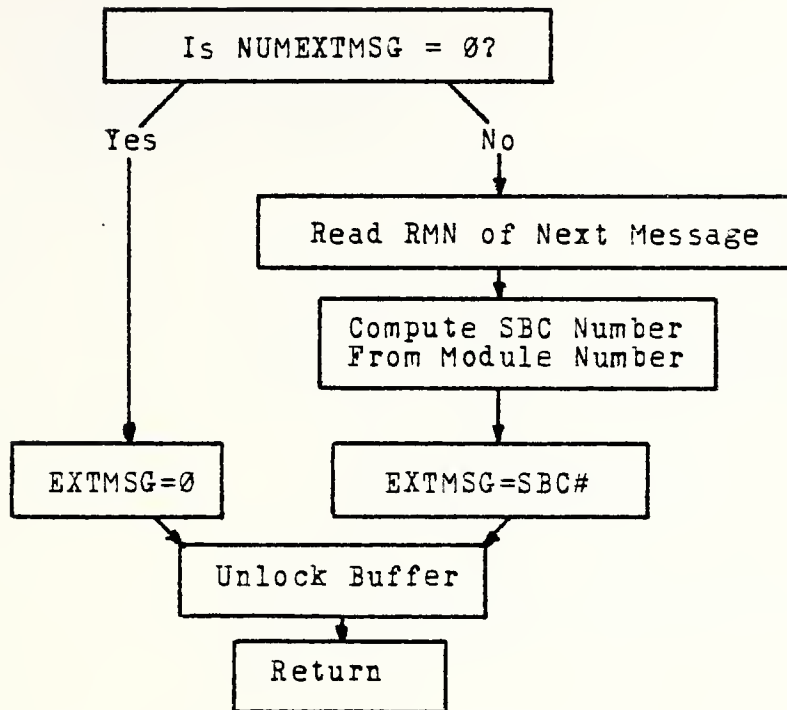 Is NUMEXTMSG = Ø?
Yes
No
Read RMN of Next Message
Compute SBC Number
From Module Number
EXTMSG=Ø
EXTMSG=SBC#
Unlock Buffer
Return